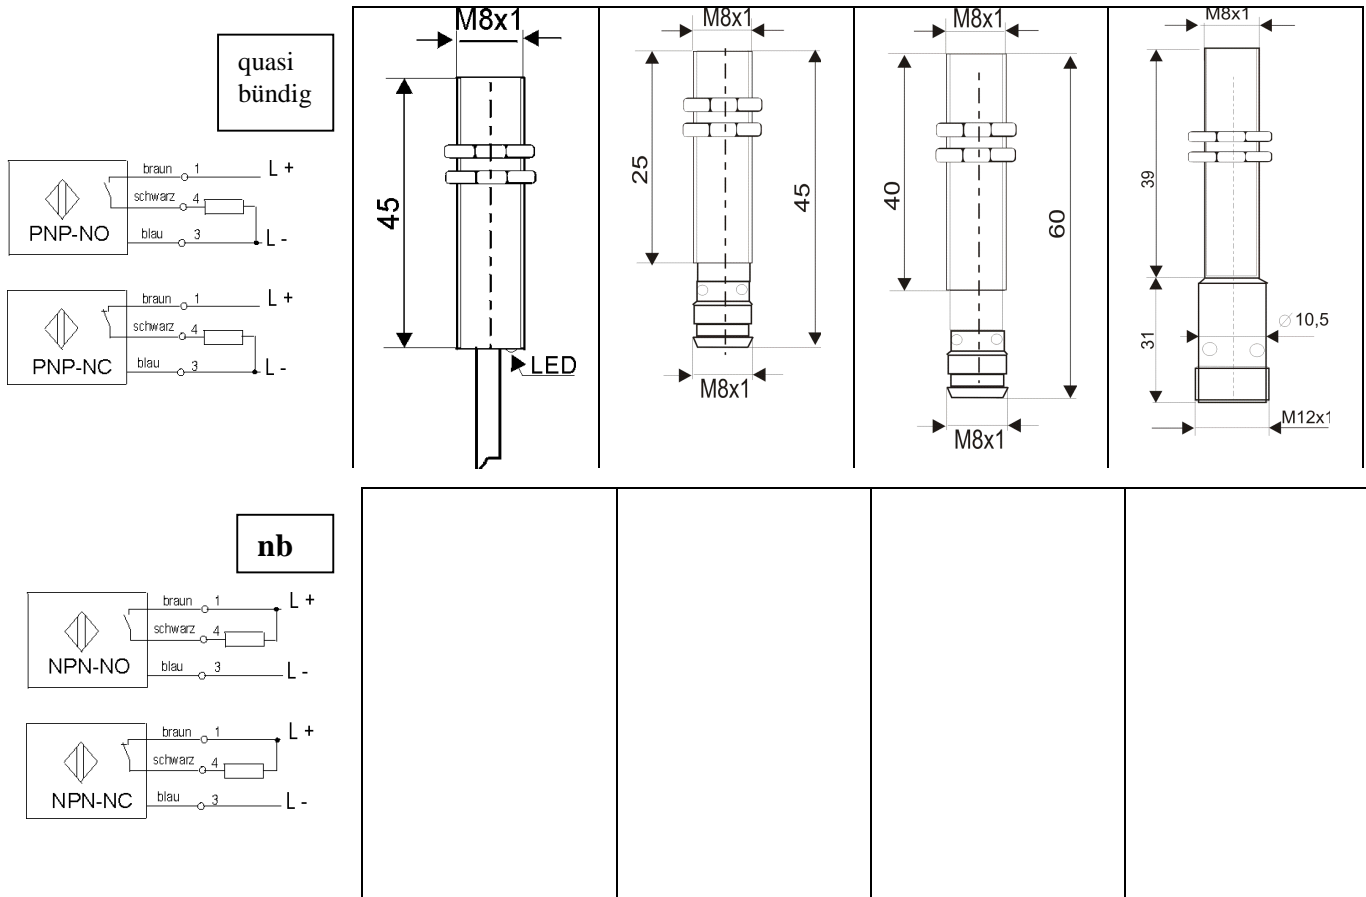 quasi
bündig
braun 1 L +
schwarz 4
PNP-NO
blau 3 L -
braun 1 L +
schwarz 4
PNP-NC
blau 3 L -
M8x1
45
LED
M8x1
25
45
M8x1
M8x1
40
60
M8x1
M8x1
39
31
∅ 10,5
M12x1
nb
braun 1 L +
schwarz 4
NPN-NO
blau 3 L -
braun 1 L +
schwarz 4
NPN-NC
blau 3 L -